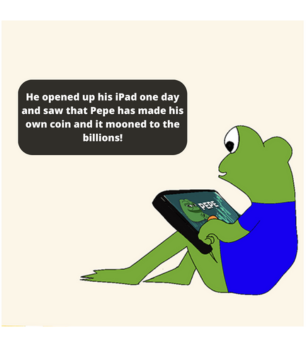 He opened up his iPad one day
and saw that Pepe has made his
own coin and it mooned to the
billions!
PEPE